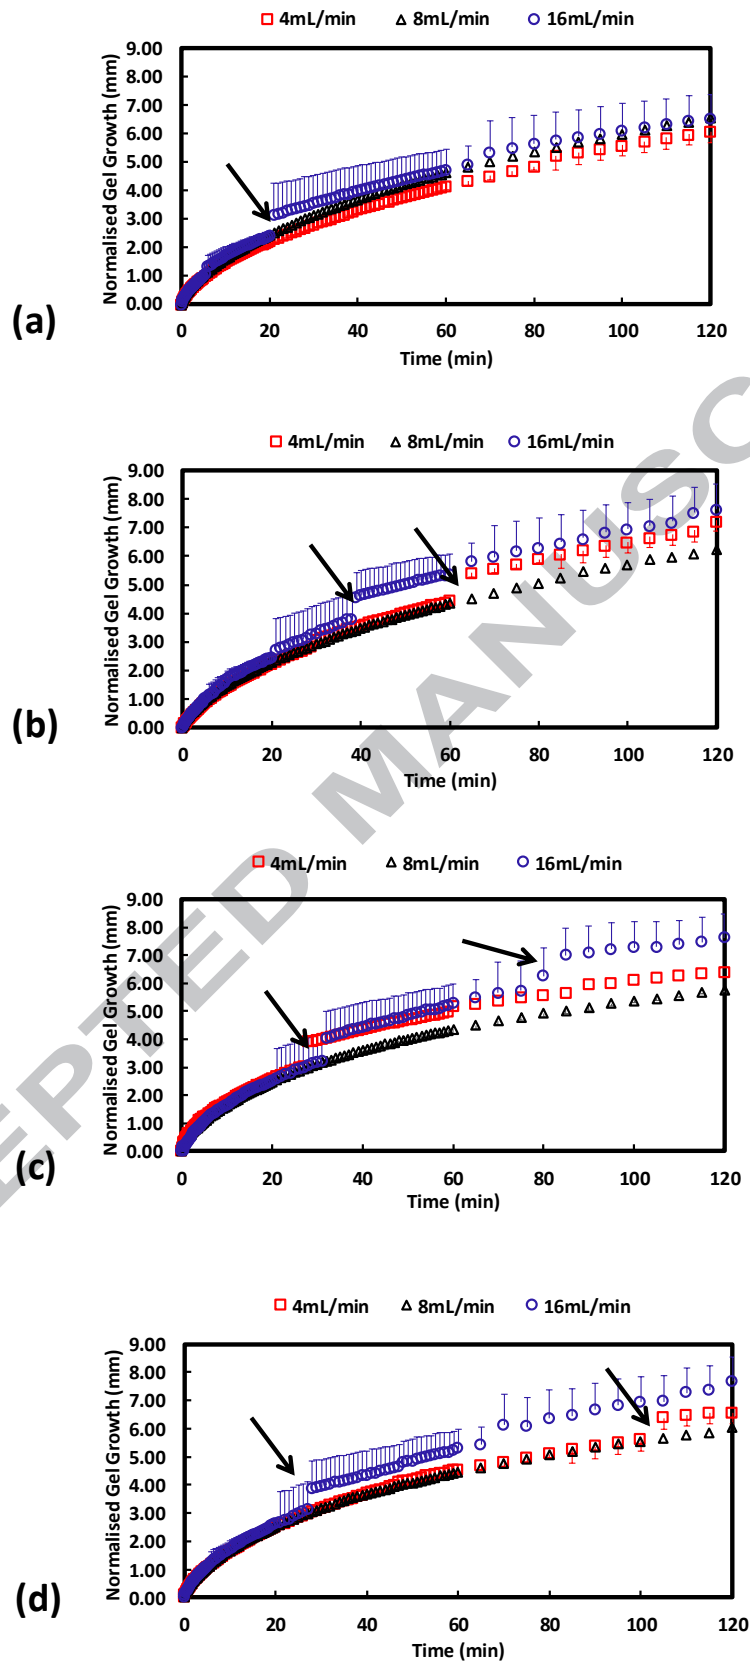 4mL/min 8mL/min 16mL/min
9.00
8.00
7.00
6.00
5.00
4.00
3.00
2.00
1.00
0.00
Normalised Gel Growth (mm)
0 20 40 60 80 100 120
Time (min)
(a)
4mL/min 8mL/min 16mL/min
9.00
8.00
7.00
6.00
5.00
4.00
3.00
2.00
1.00
0.00
Normalised Gel Growth (mm)
0 20 40 60 80 100 120
Time (min)
(b)
4mL/min 8mL/min 16mL/min
9.00
8.00
7.00
6.00
5.00
4.00
3.00
2.00
1.00
0.00
Normalised Gel Growth (mm)
0 20 40 60 80 100 120
Time (min)
(c)
4mL/min 8mL/min 16mL/min
9.00
8.00
7.00
6.00
5.00
4.00
3.00
2.00
1.00
0.00
Normalised Gel Growth (mm)
0 20 40 60 80 100 120
Time (min)
(d)
EPTED MANUSC